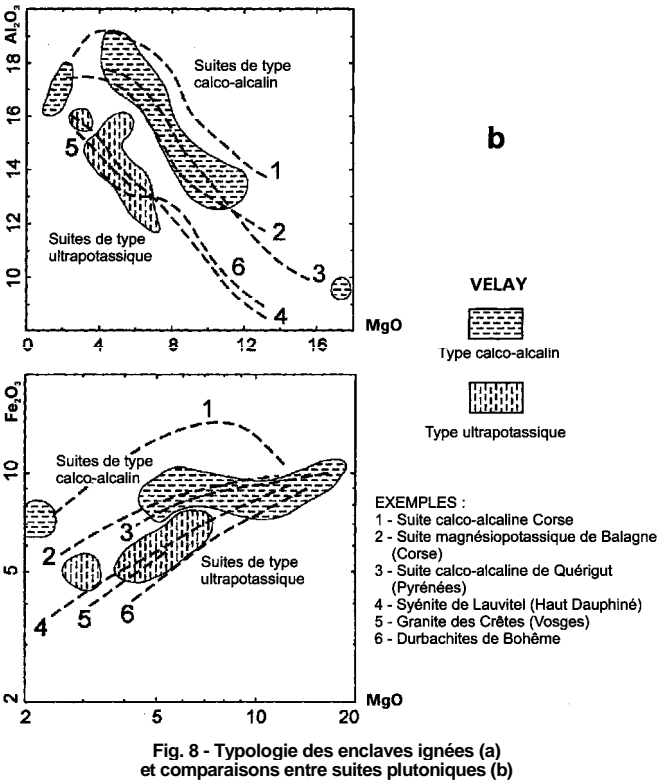 Al₂O₃
18
16
14
12
10
Suites de type
calco-alcalin
5
1
2
Suites de type
ultrapotassique
6
3
4
MgO
0
4
8
12
16
b
VELAY
Type calco-alcalin
Type ultrapotassique
Fe₂O₃
10
5
2
1
Suites de type
calco-alcalin
2
3
Suites de type
ultrapotassique
4
5
6
MgO
2
5
10
20
EXEMPLES :
1 - Suite calco-alcaline Corse
2 - Suite magnésiopotassique de Balagne
(Corse)
3 - Suite calco-alcaline de Quérigut
(Pyrénées)
4 - Syénite de Lauvitel (Haut Dauphiné)
5 - Granite des Crêtes (Vosges)
6 - Durbachites de Bohême
Fig. 8 - Typologie des enclaves ignées (a)
et comparaisons entre suites plutoniques (b)